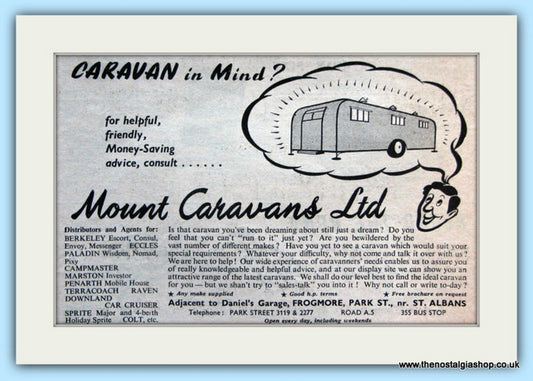 CARAVAN in Mind?
for helpful,
friendly,
Money-Saving
advice, consult . . . . . .
Mount Caravans Ltd
Distributors and Agents for:
BERKELEY Escort, Consul,
Envoy, Messenger ECCLES
PALADIN Wisdom, Nomad,
Pixy
CAMPMASTER
MARSTON Investor
PENARTH Mobile House
TERRACOACH RAVEN
DOWNLAND
CAR CRUISER
SPRITE Major and 4-berth
Holiday Sprite COLT, etc.
Is that caravan you've been dreaming about still just a dream? Do you
feel that you can't "run to it" just yet? Are you bewildered by the
vast number of different makes? Have you yet to see a caravan which would suit your
special requirements? Whatever your difficulty, why not come and talk it over with us?
We are here to help! Our wide experience of caravanners' needs enables us to assure you
of really knowledgeable and helpful advice, and at our display site we can show you an
attractive range of the latest caravans. We shall do our level best to find the ideal caravan
for you—but we shan't try to "sales-talk" you into it! Why not call or write to-day?
★ Any make supplied ★ Good h.p. terms ★ Free brochure on request
Adjacent to Daniel's Garage, FROGMORE, PARK ST., nr. ST. ALBANS
Telephone: PARK STREET 3119 & 2277 ROAD A.5 355 BUS STOP
Open every day, including weekends
www.thenostalgiashop.co.uk